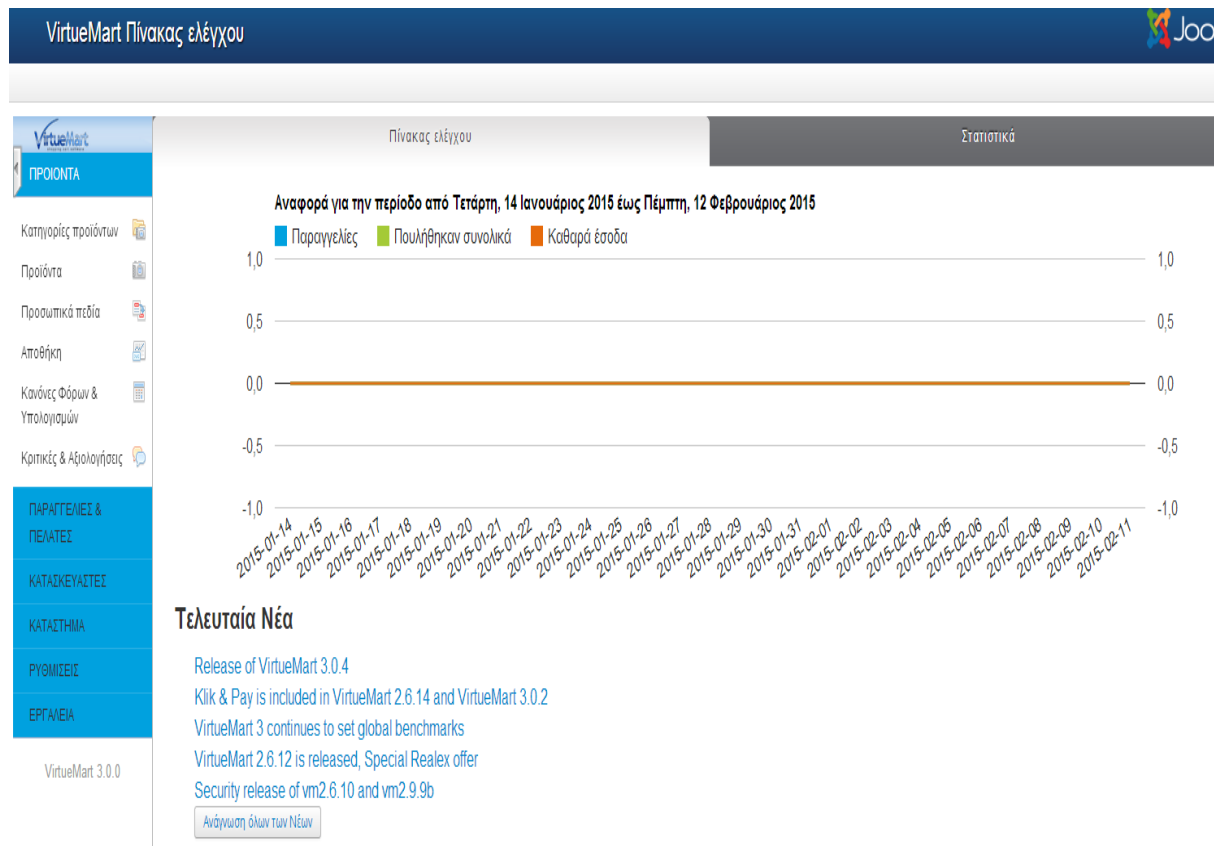 VirtueMart Πίνακας ελέγχου
Joo
VirtueMart
ΠΡΟΙΟΝΤΑ
Κατηγορίες προϊόντων
Προϊόντα
Προσωπικά πεδία
Αποθήκη
Κανόνες Φόρων &
Υπολογισμών
Κριτικές & Αξιολογήσεις
ΠΑΡΑΓΓΕΛΙΕΣ &
ΠΕΛΑΤΕΣ
ΚΑΤΑΣΚΕΥΑΣΤΕΣ
ΚΑΤΑΣΤΗΜΑ
ΡΥΘΜΙΣΕΙΣ
ΕΡΓΑΛΕΙΑ
VirtueMart 3.0.0
Πίνακας ελέγχου
Στατιστικά
Αναφορά για την περίοδο από Τετάρτη, 14 Ιανουάριος 2015 έως Πέμπτη, 12 Φεβρουάριος 2015
Παραγγελίες Πουλήθηκαν συνολικά Καθαρά έσοδα
1,0 1,0
0,5 0,5
0,0 0,0
-0,5 -0,5
-1,0 -1,0
2015-01-14 2015-01-15 2015-01-16 2015-01-17 2015-01-18 2015-01-19 2015-01-20 2015-01-21 2015-01-22 2015-01-23 2015-01-24 2015-01-25 2015-01-26 2015-01-27 2015-01-28 2015-01-29 2015-01-30 2015-01-31 2015-02-01 2015-02-02 2015-02-03 2015-02-04 2015-02-05 2015-02-06 2015-02-07 2015-02-08 2015-02-09 2015-02-10 2015-02-11
Τελευταία Νέα
Release of VirtueMart 3.0.4
Klik & Pay is included in VirtueMart 2.6.14 and VirtueMart 3.0.2
VirtueMart 3 continues to set global benchmarks
VirtueMart 2.6.12 is released, Special Realex offer
Security release of vm2.6.10 and vm2.9.9b
Ανάγνωση όλων των Νέων